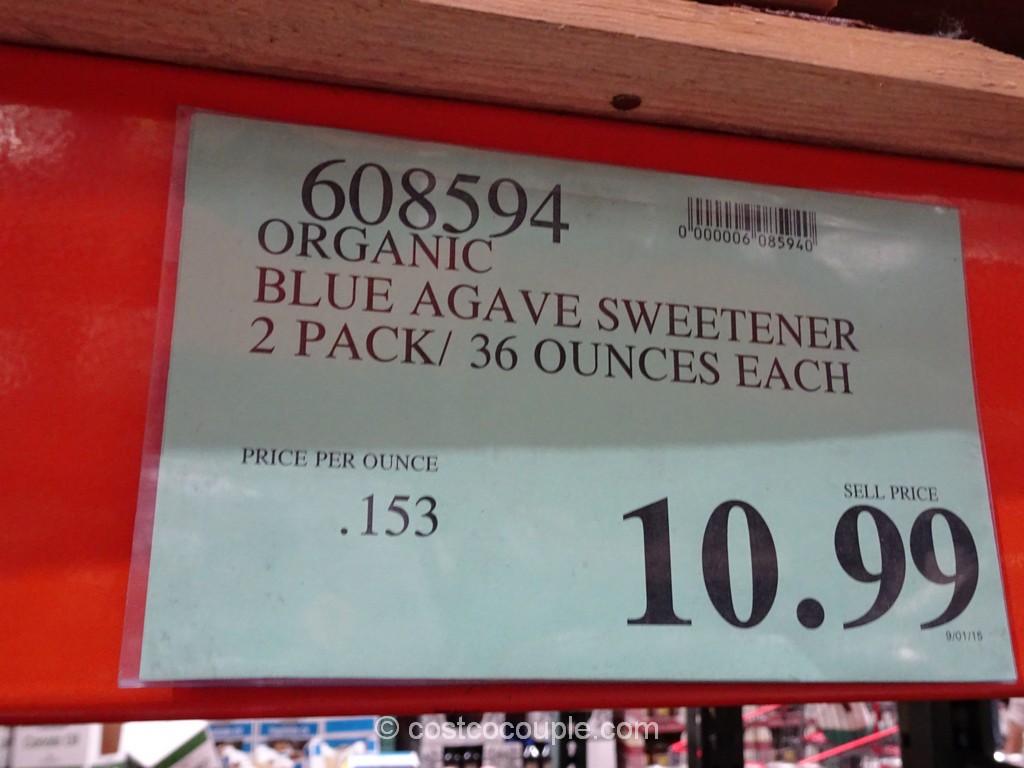 608594
0 000006 085940
ORGANIC
BLUE AGAVE SWEETENER
2 PACK/ 36 OUNCES EACH
PRICE PER OUNCE
.153
SELL PRICE
10.99
9/01/15
© costcocouple.com